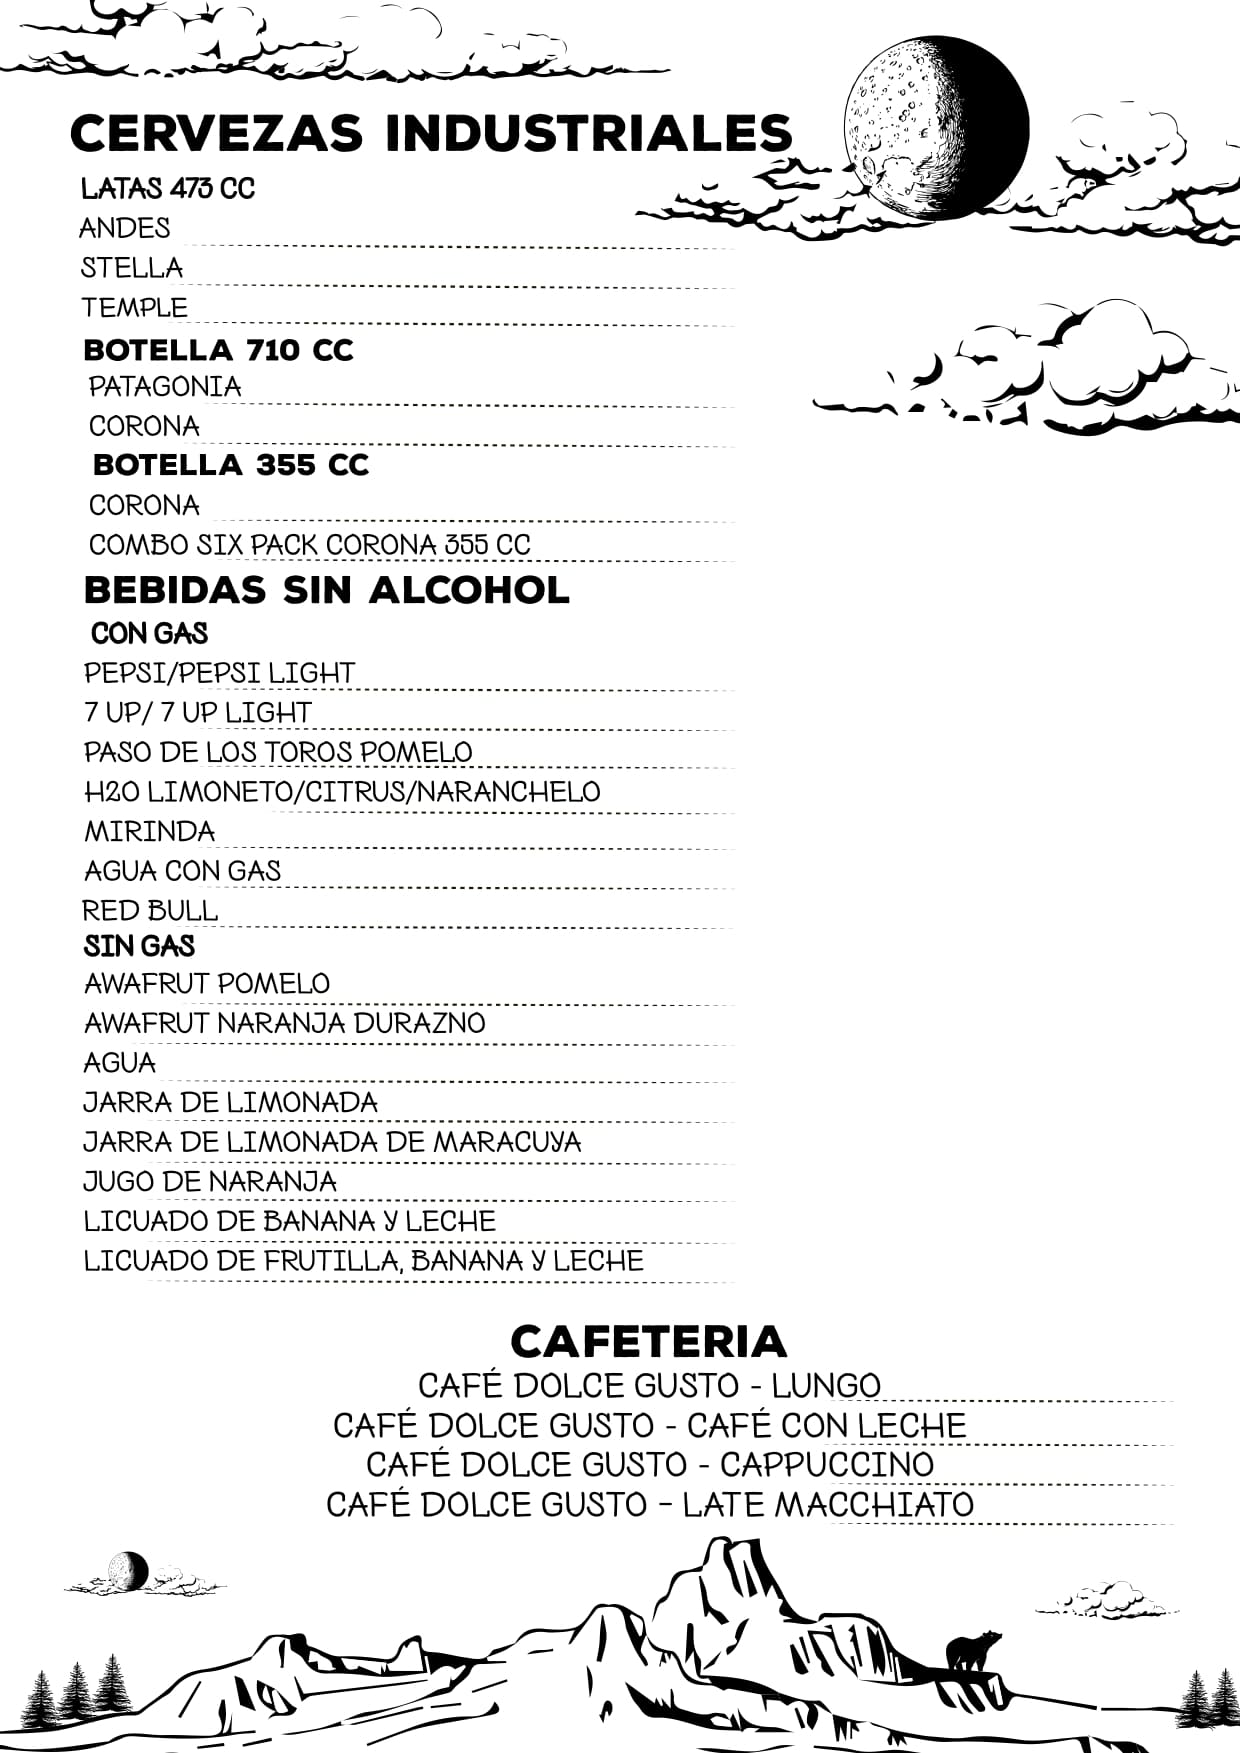 CERVEZAS INDUSTRIALES
LATAS 473 CC
ANDES
STELLA
TEMPLE
BOTELLA 710 CC
PATAGONIA
CORONA
BOTELLA 355 CC
CORONA
COMBO SIX PACK CORONA 355 CC
BEBIDAS SIN ALCOHOL
CON GAS
PEPSI/PEPSI LIGHT
7 UP/ 7 UP LIGHT
PASO DE LOS TOROS POMELO
H2O LIMONETO/CITRUS/NARANCHELO
MIRINDA
AGUA CON GAS
RED BULL
SIN GAS
AWAFRUT POMELO
AWAFRUT NARANJA DURAZNO
AGUA
JARRA DE LIMONADA
JARRA DE LIMONADA DE MARACUYA
JUGO DE NARANJA
LICUADO DE BANANA Y LECHE
LICUADO DE FRUTILLA, BANANA Y LECHE
CAFETERIA
CAFÉ DOLCE GUSTO - LUNGO
CAFÉ DOLCE GUSTO - CAFÉ CON LECHE
CAFÉ DOLCE GUSTO - CAPPUCCINO
CAFÉ DOLCE GUSTO - LATE MACCHIATO